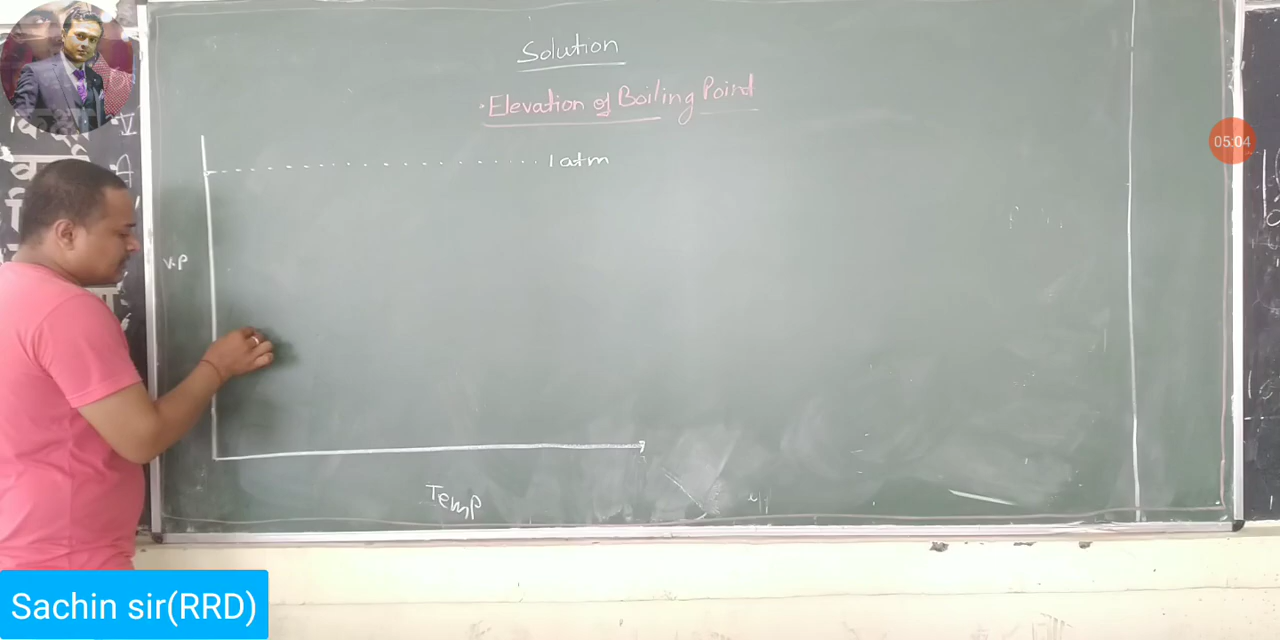 Solution
Elevation of Boiling Point
1 atm
V.P
Temp
05:04
Sachin sir(RRD)